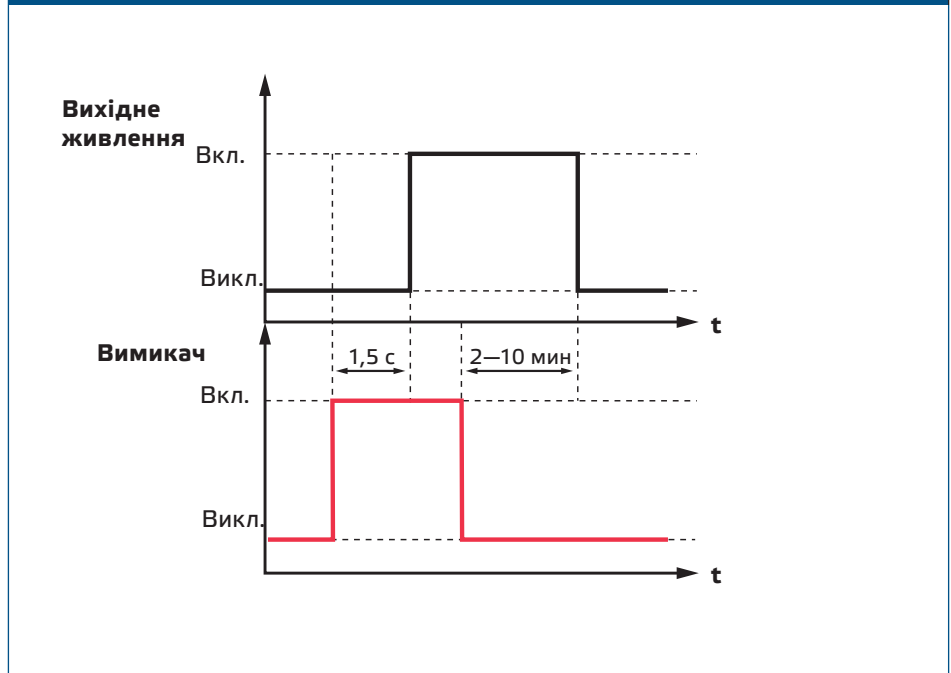 Вихідне
живлення
Вкл.
Викл.
t
Вимикач
1,5 с
2—10 мин
Вкл.
Викл.
t